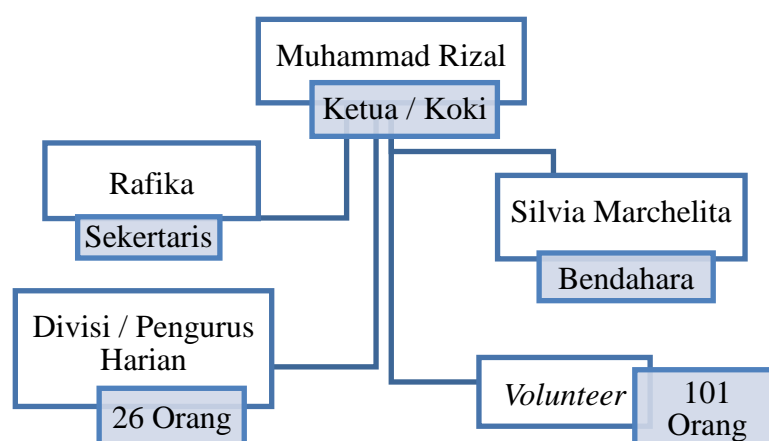 Muhammad Rizal
Ketua / Koki
Rafika
Sekertaris
Silvia Marchelita
Bendahara
Divisi / Pengurus
Harian
26 Orang
Volunteer
101
Orang